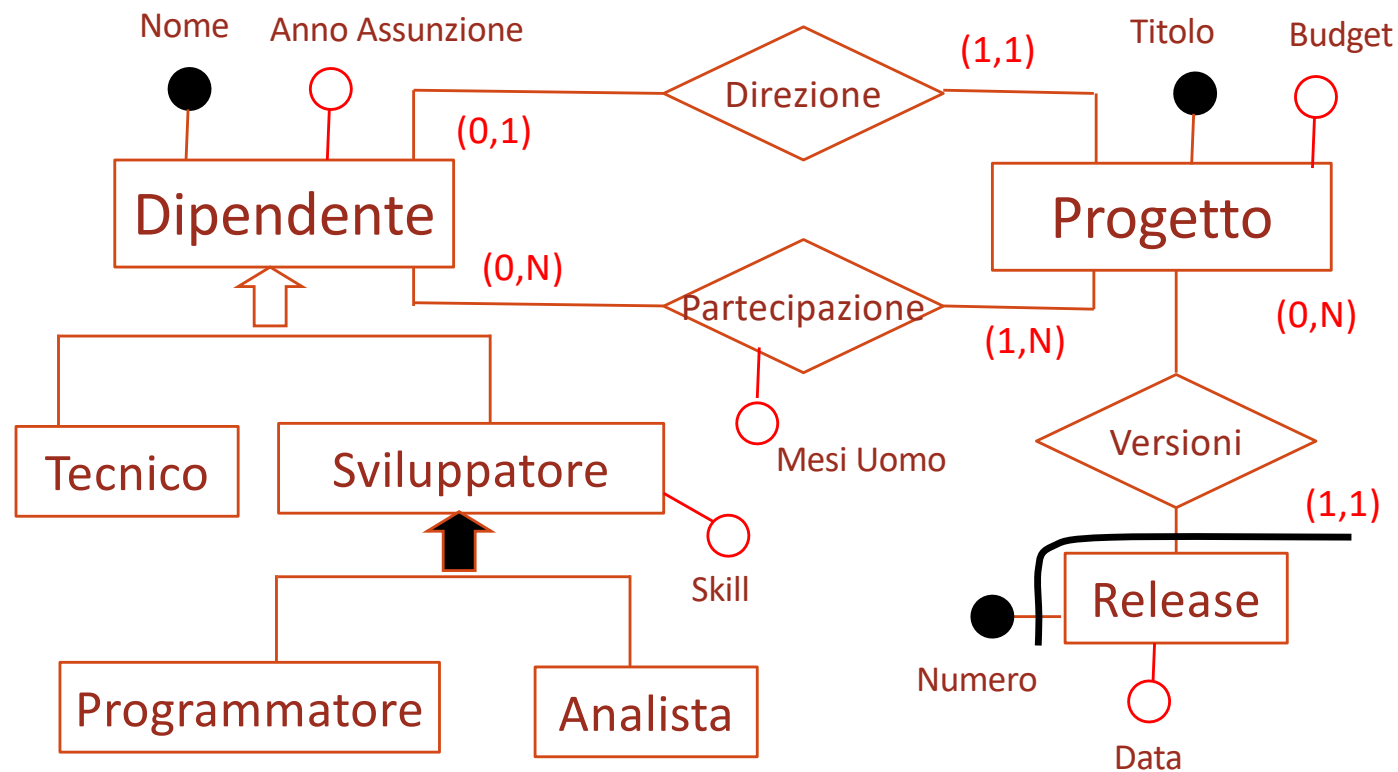 Nome
Anno Assunzione
(1,1)
Titolo
Budget
Direzione
(0,1)
Dipendente
Progetto
(0,N)
Partecipazione
(1,N)
(0,N)
Tecnico
Sviluppatore
Mesi Uomo
Versioni
(1,1)
Skill
Release
Numero
Programmatore
Analista
Data